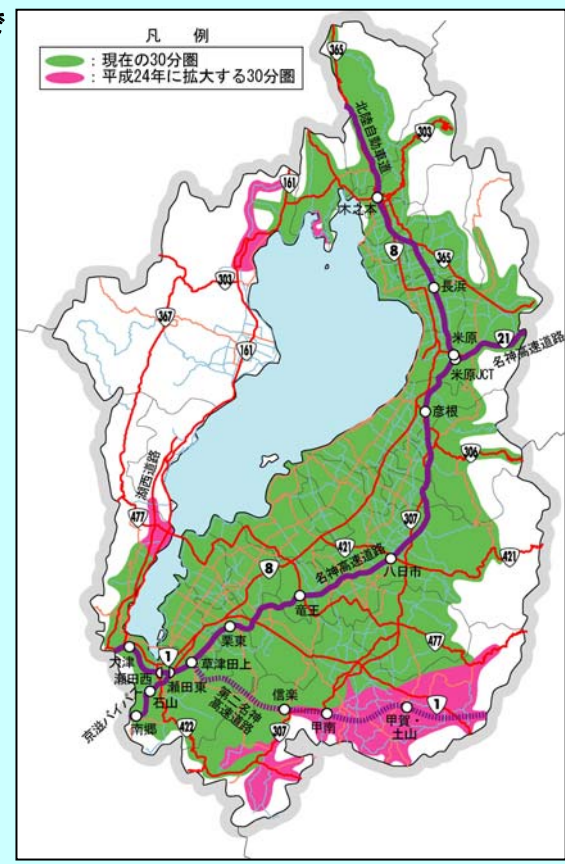 凡 例
：現在の30分圏
：平成24年に拡大する30分圏
365
北陸自動車道
303
161
木之本
8
365
303
長浜
367
161
米原
21
名神高速道路
米原JCT
彦根
湖西道路
306
477
307
421
名神高速道路
421
8
八日市
竜王
栗東
477
1
草津田上
大津
瀬田西
瀬田東
石山
第二名神
高速道路
信楽
1
甲賀・
土山
甲南
京滋バイパス
南郷
422
307